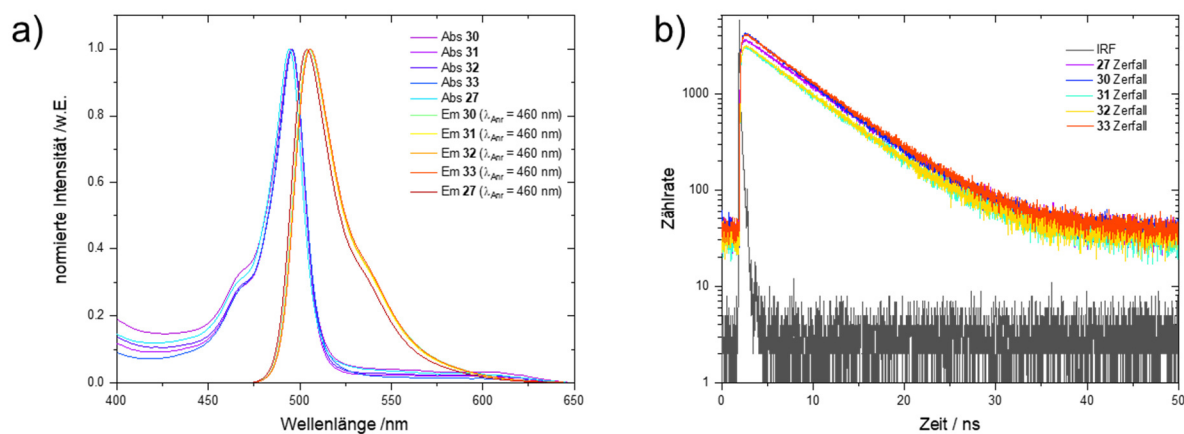 a)
normierte Intensität /w.E.
1.0
0.8
0.6
0.4
0.2
0.0
400
450
500
550
600
650
Wellenlänge /nm
Abs 30
Abs 31
Abs 32
Abs 33
Abs 27
Em 30 (λAnr = 460 nm)
Em 31 (λAnr = 460 nm)
Em 32 (λAnr = 460 nm)
Em 33 (λAnr = 460 nm)
Em 27 (λAnr = 460 nm)
b)
Zählrate
1000
100
10
1
0
10
20
30
40
50
Zeit / ns
IRF
27 Zerfall
30 Zerfall
31 Zerfall
32 Zerfall
33 Zerfall